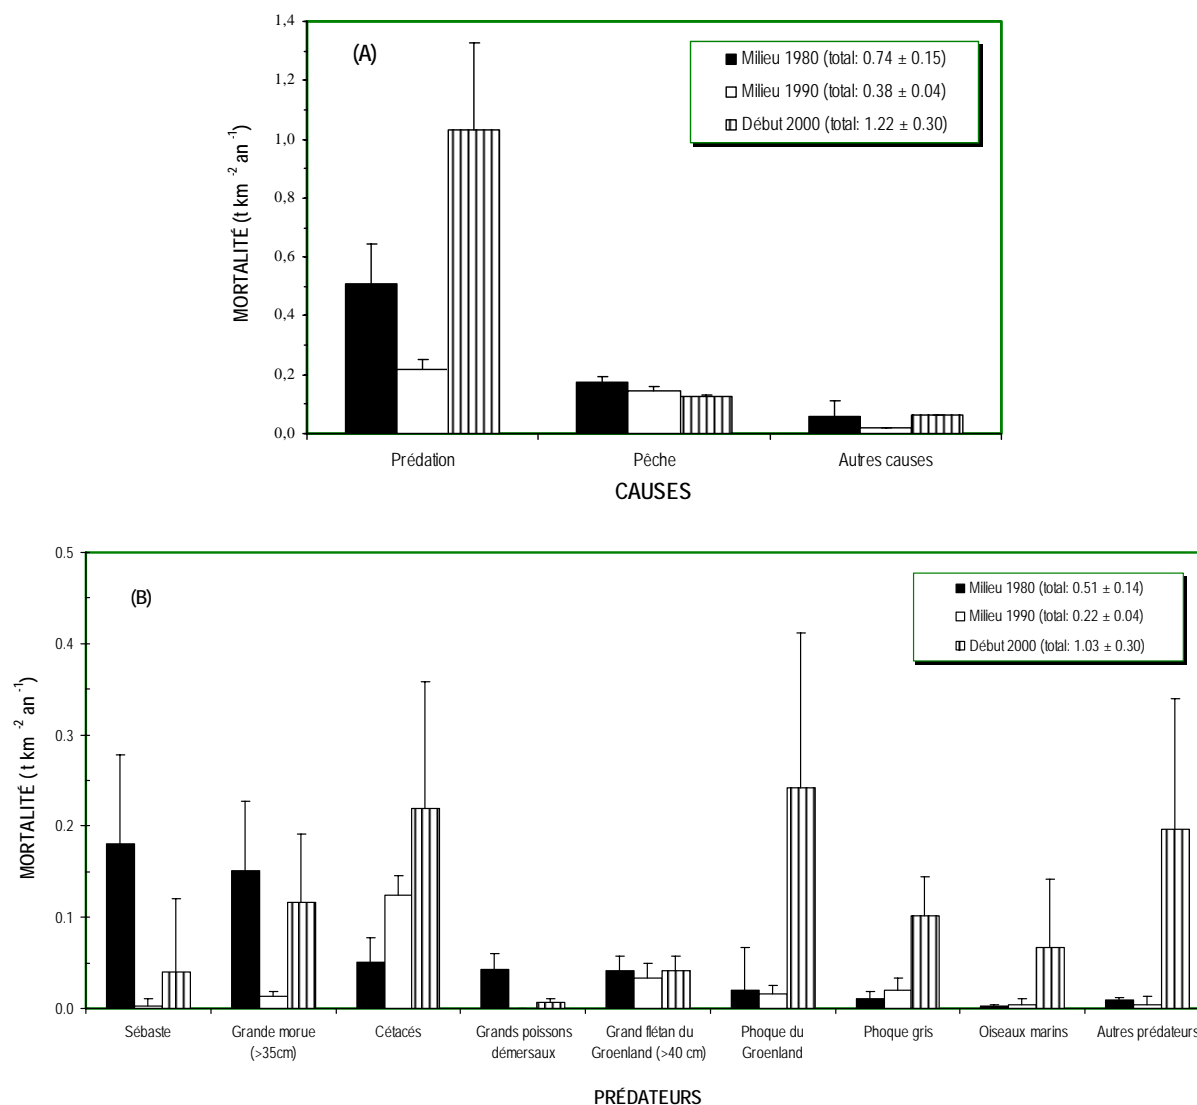 (A)
Milieu 1980 (total: 0.74 ± 0.15)
Milieu 1990 (total: 0.38 ± 0.04)
Début 2000 (total: 1.22 ± 0.30)
MORTALITÉ (t km -2 an -1)
1,4
1,2
1,0
0,8
0,6
0,4
0,2
0,0
Prédation
Pêche
Autres causes
CAUSES
(B)
Milieu 1980 (total: 0.51 ± 0.14)
Milieu 1990 (total: 0.22 ± 0.04)
Début 2000 (total: 1.03 ± 0.30)
MORTALITÉ (t km -2 an -1)
0.5
0.4
0.3
0.2
0.1
0.0
Sébaste
Grande morue
(>35cm)
Cétacés
Grands poissons
démersaux
Grand flétan du
Groenland (>40 cm)
Phoque du
Groenland
Phoque gris
Oiseaux marins
Autres prédateurs
PRÉDATEURS